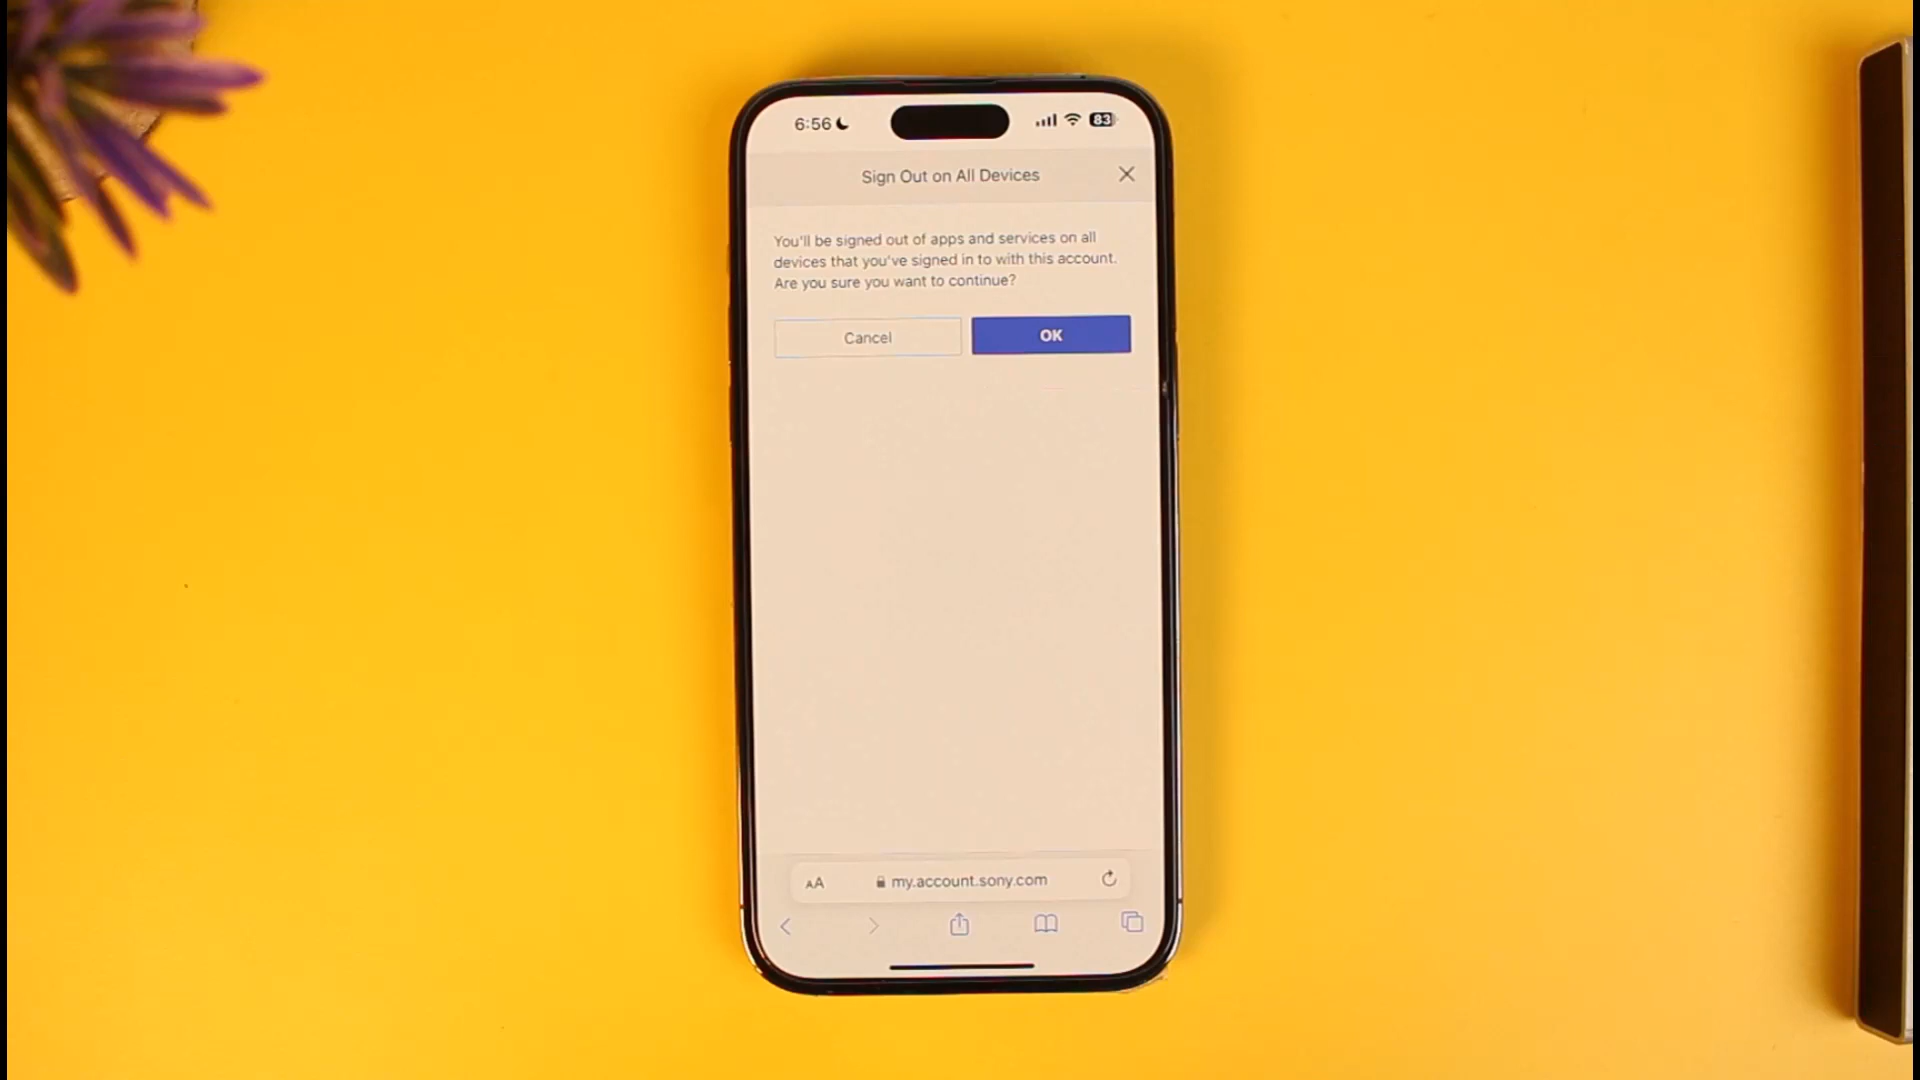 6:56
83
Sign Out on All Devices
You'll be signed out of apps and services on all
devices that you've signed in to with this account.
Are you sure you want to continue?
Cancel
OK
AA
my.account.sony.com